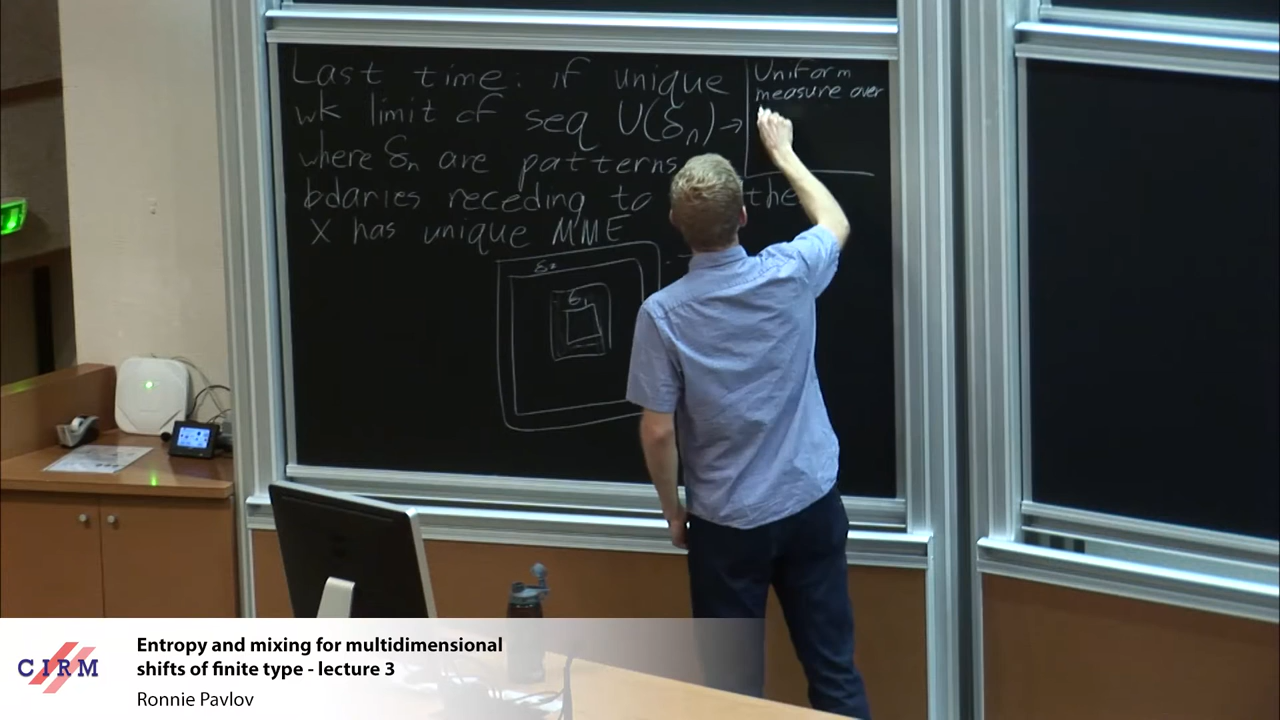 Last time: if unique
wk limit of seq U(δn) →
where δn are patterns
bdaries receding to the
X has unique MME
Uniform
measure over
δ2
δ1
CIRM
Entropy and mixing for multidimensional
shifts of finite type - lecture 3
Ronnie Pavlov